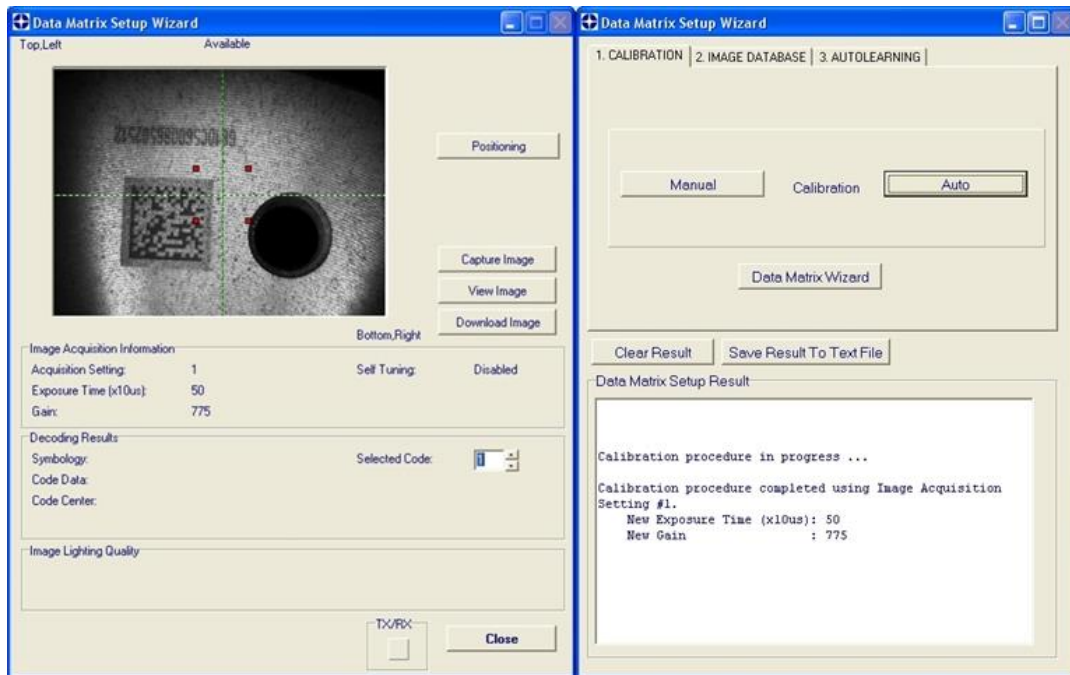 Data Matrix Setup Wizard
Top,Left
Available
Positioning
Capture Image
View Image
Download Image
Bottom,Right
Image Acquisition Information
Acquisition Setting: 1
Self Tuning: Disabled
Exposure Time (x10us): 50
Gain: 775
Decoding Results
Symbology:
Selected Code: 1
Code Data:
Code Center:
Image Lighting Quality
TX/RX
Close
Data Matrix Setup Wizard
1. CALIBRATION
2. IMAGE DATABASE
3. AUTOLEARNING
Manual
Calibration
Auto
Data Matrix Wizard
Clear Result
Save Result To Text File
Data Matrix Setup Result
Calibration procedure in progress ...
Calibration procedure completed using Image Acquisition
Setting #1.
New Exposure Time (x10us): 50
New Gain : 775